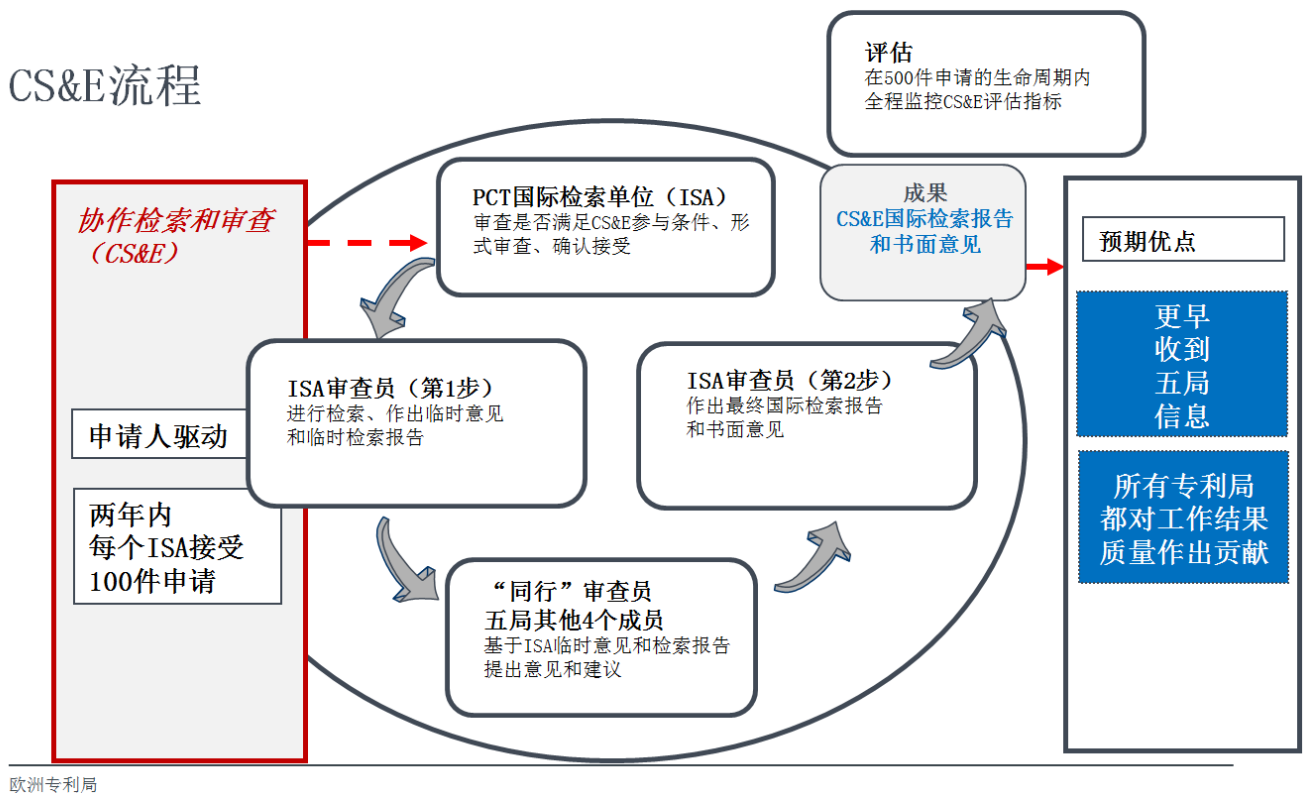 CS&E流程
评估
在500件申请的生命周期内
全程监控CS&E评估指标
协作检索和审查
（CS&E）
申请人驱动
两年内
每个ISA接受
100件申请
PCT国际检索单位（ISA）
审查是否满足CS&E参与条件、形
式审查、确认接受
ISA审查员（第1步）
进行检索、作出临时意见
和临时检索报告
“同行”审查员
五局其他4个成员
基于ISA临时意见和检索报告
提出意见和建议
ISA审查员（第2步）
作出最终国际检索报告
和书面意见
成果
CS&E国际检索报告
和书面意见
预期优点
更早
收到
五局
信息
所有专利局
都对工作结果
质量作出贡献
欧洲专利局